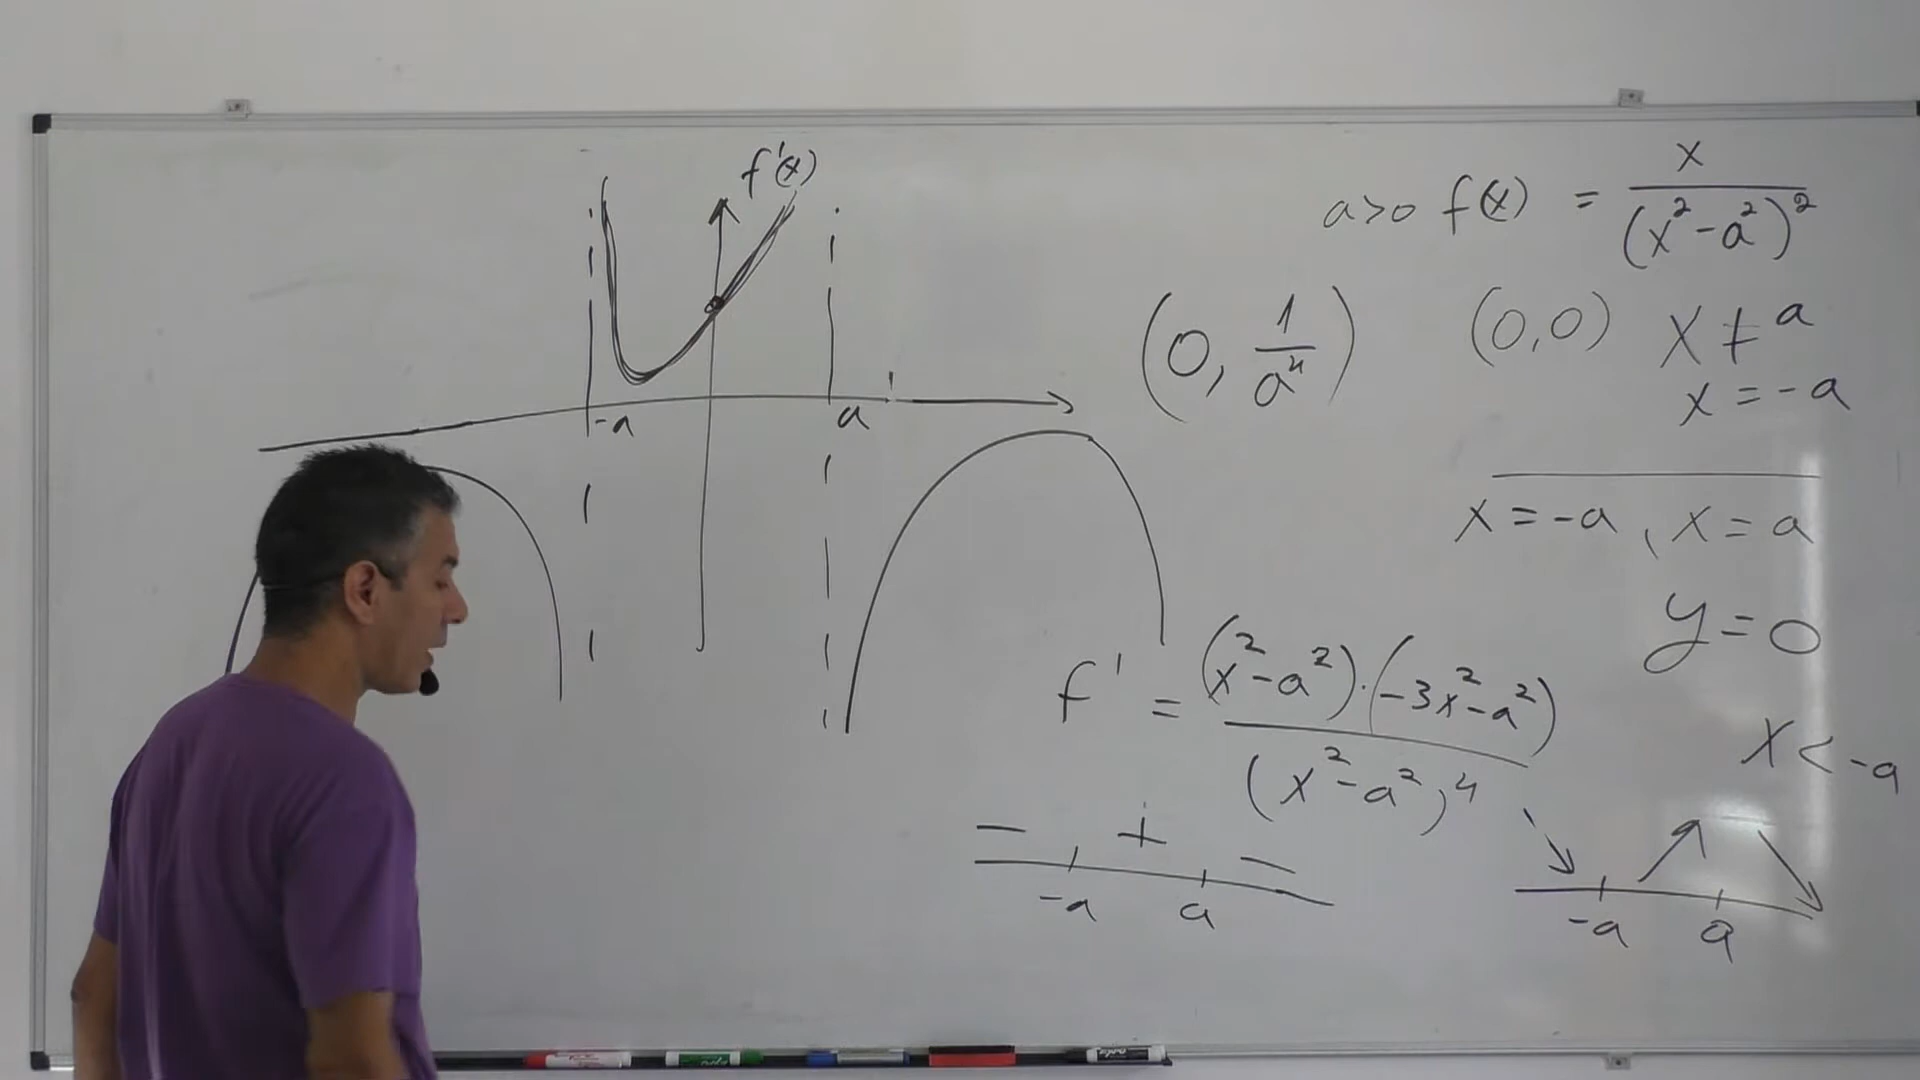 f'(x)
-a
a
a>0 f(x) = x / (x² - a²)²
(0, 1/a⁴)
(0,0)
x ≠ a
x = -a
x = -a, x = a
y = 0
f' = (x² - a²)·(-3x² - a²) / (x² - a²)⁴
x < -a
- + -
-a a
-a a